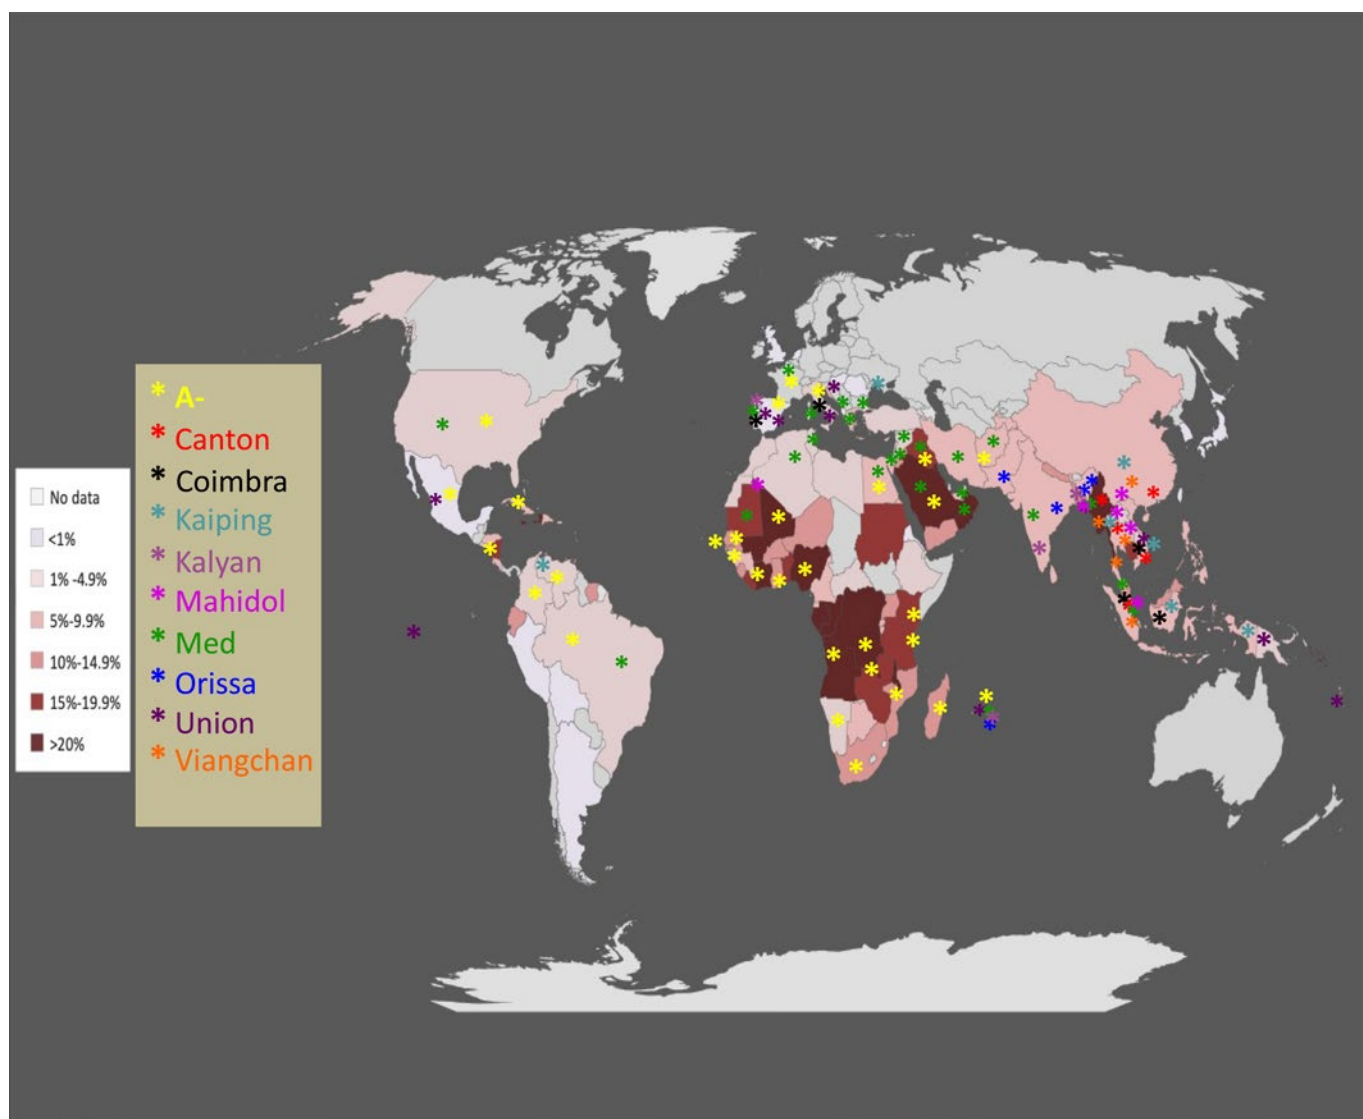 No data
<1%
1% -4.9%
5%-9.9%
10%-14.9%
15%-19.9%
>20%
* A-
* Canton
* Coimbra
* Kaiping
* Kalyan
* Mahidol
* Med
* Orissa
* Union
* Viangchan